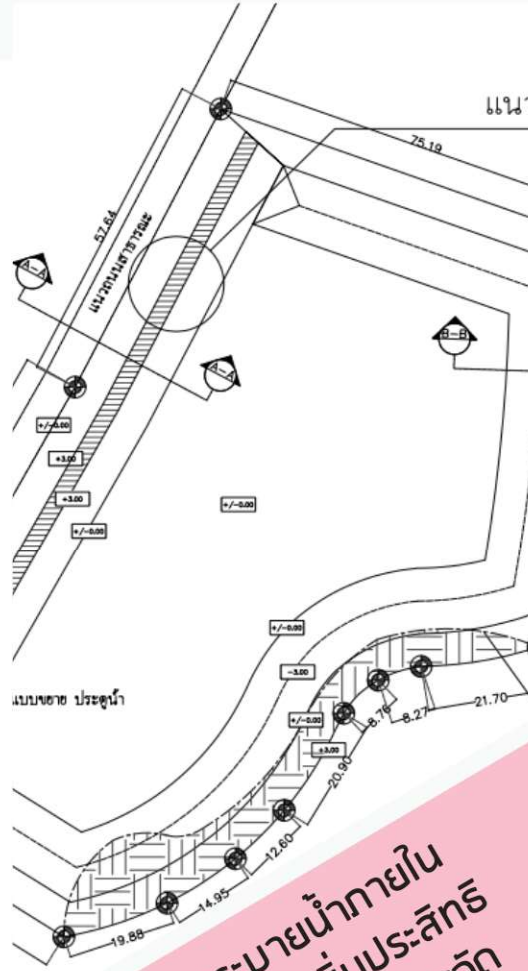 แนว
75.19
57.64
แนวถนนสาธารณะ
A-A
B-B
A-A
+/-0.00
+3.00
+3.00
+/-0.00
+/-0.00
+/-0.00
-3.00
+/-0.00
+3.00
แบบขยาย ประตูน้ำ
21.70
8.27
8.76
20.90
12.60
14.95
19.88
ระบายน้ำภายใน
ประสิทธิ